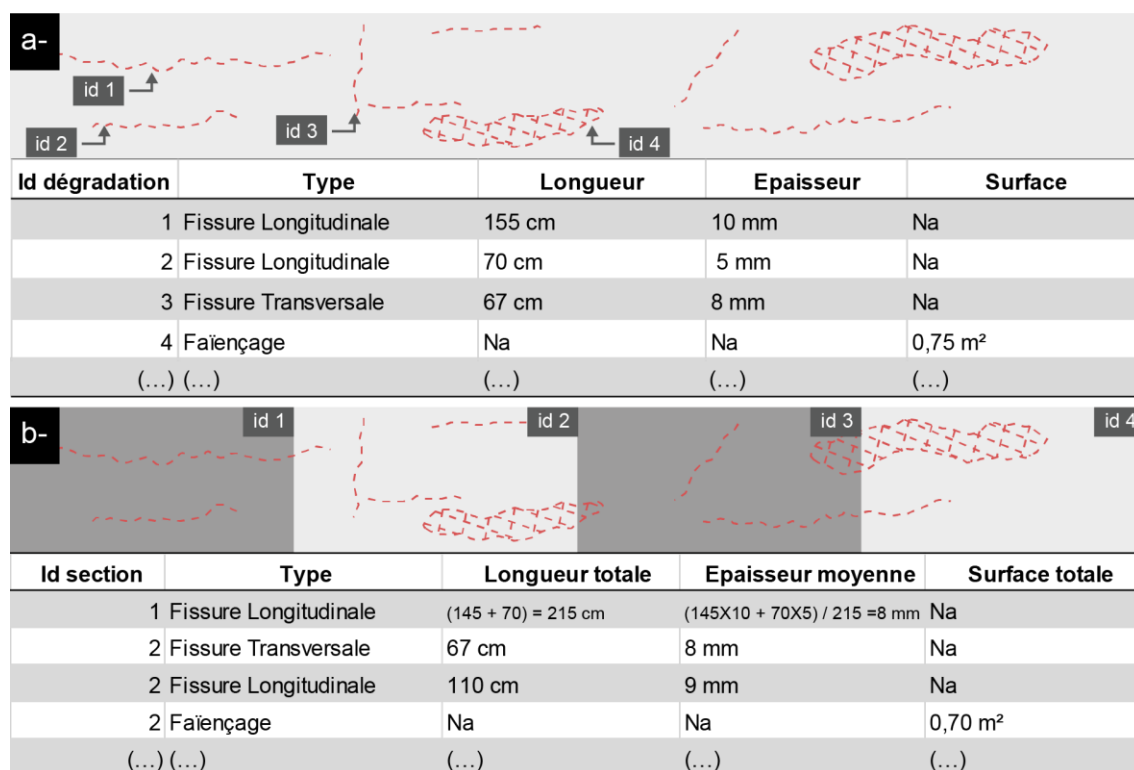 a-
id 1
id 2
id 3
id 4
Id dégradation Type Longueur Epaisseur Surface
1 Fissure Longitudinale 155 cm 10 mm Na
2 Fissure Longitudinale 70 cm 5 mm Na
3 Fissure Transversale 67 cm 8 mm Na
4 Faïençage Na Na 0,75 m²
(...) (...) (...) (...) (...)
b-
id 1 id 2 id 3 id 4
Id section Type Longueur totale Epaisseur moyenne Surface totale
1 Fissure Longitudinale (145 + 70) = 215 cm (145X10 + 70X5) / 215 =8 mm Na
2 Fissure Transversale 67 cm 8 mm Na
2 Fissure Longitudinale 110 cm 9 mm Na
2 Faïençage Na Na 0,70 m²
(...) (...) (...) (...) (...)